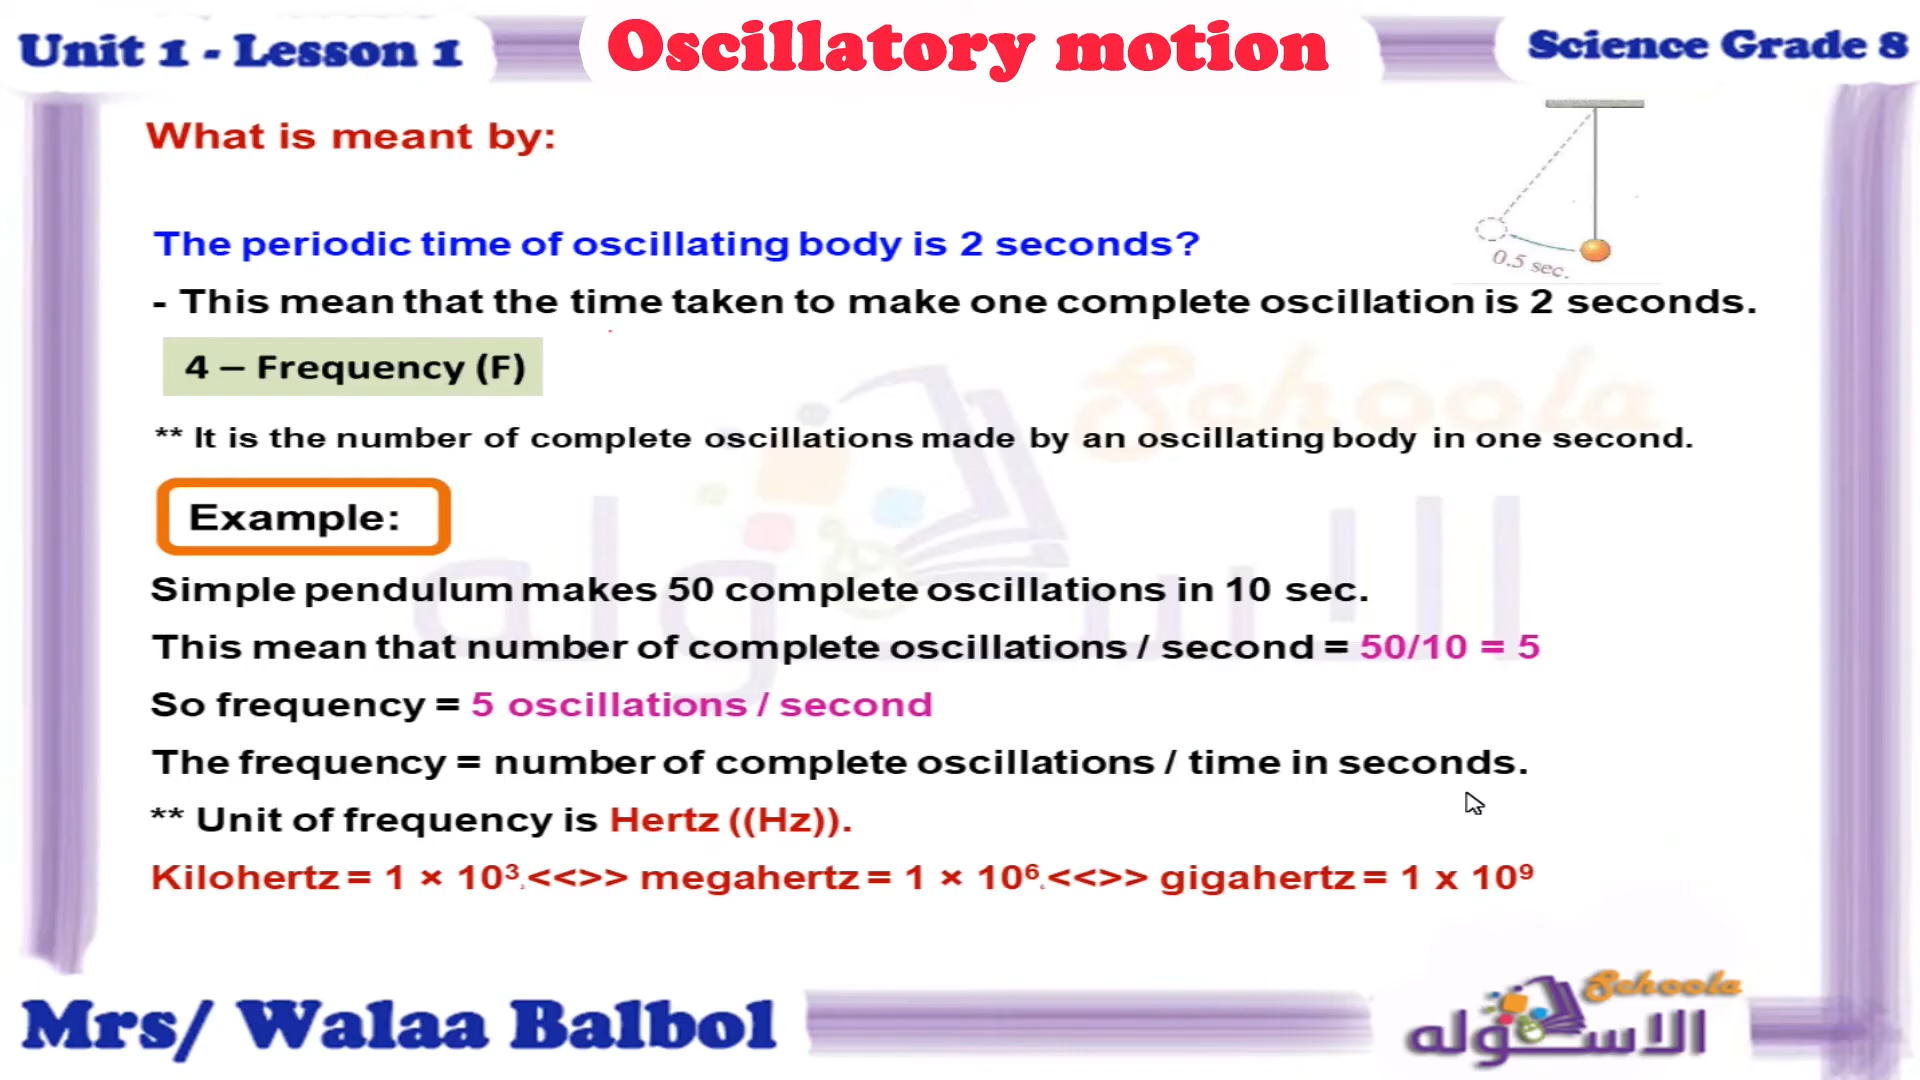 Unit 1 - Lesson 1
Oscillatory motion
Science Grade 8
What is meant by:
The periodic time of oscillating body is 2 seconds?
0.5 sec.
- This mean that the time taken to make one complete oscillation is 2 seconds.
4 – Frequency (F)
** It is the number of complete oscillations made by an oscillating body in one second.
Example:
Simple pendulum makes 50 complete oscillations in 10 sec.
This mean that number of complete oscillations / second = 50/10 = 5
So frequency = 5 oscillations / second
The frequency = number of complete oscillations / time in seconds.
** Unit of frequency is Hertz ((Hz)).
Kilohertz = 1 × 10³ <<>> megahertz = 1 × 10⁶ <<>> gigahertz = 1 x 10⁹
Mrs/ Walaa Balbol
Schoola
الاسكوله